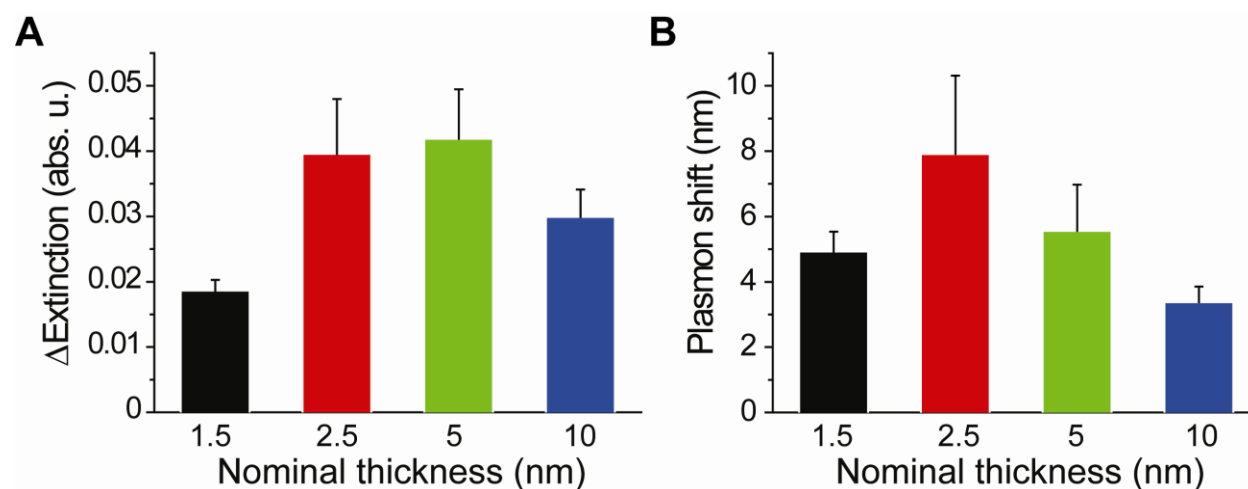 A
ΔExtinction (abs. u.)
0.05
0.04
0.03
0.02
0.01
0
1.5 2.5 5 10
Nominal thickness (nm)
B
Plasmon shift (nm)
10
8
6
4
2
0
1.5 2.5 5 10
Nominal thickness (nm)